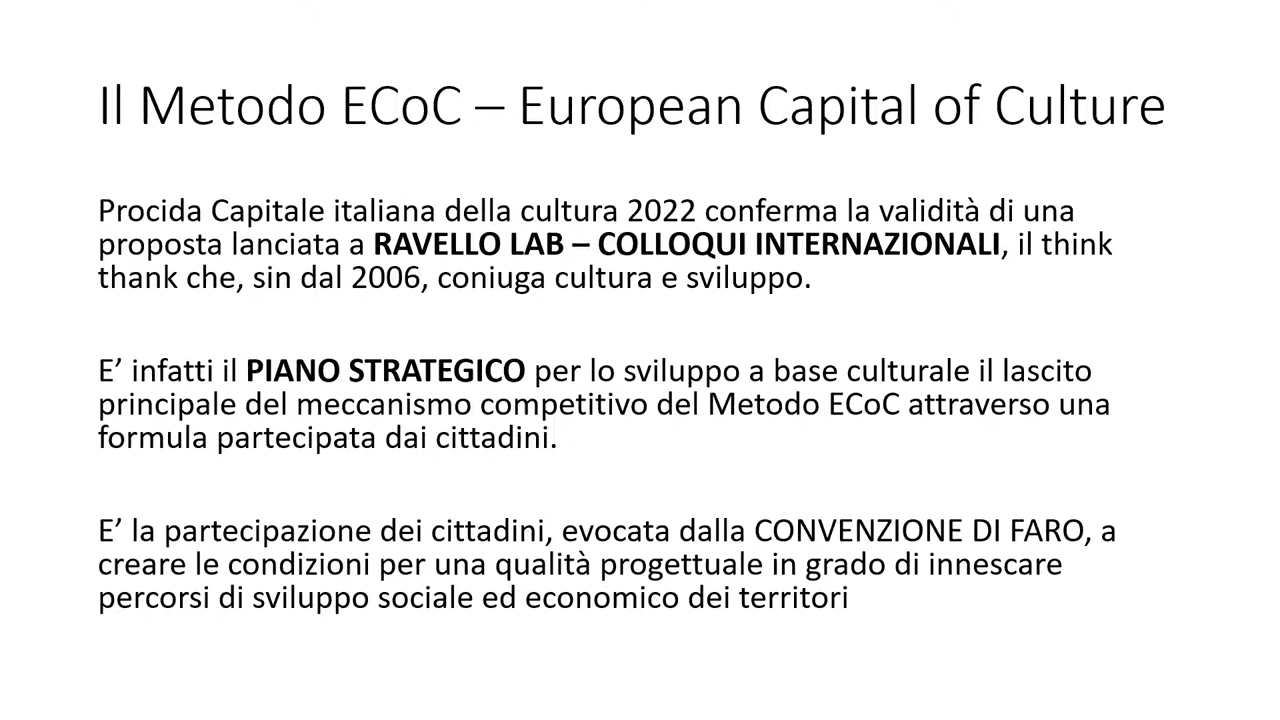 Il Metodo ECoC – European Capital of Culture
Procida Capitale italiana della cultura 2022 conferma la validità di una
proposta lanciata a RAVELLO LAB – COLLOQUI INTERNAZIONALI, il think
thank che, sin dal 2006, coniuga cultura e sviluppo.
E’ infatti il PIANO STRATEGICO per lo sviluppo a base culturale il lascito
principale del meccanismo competitivo del Metodo ECoC attraverso una
formula partecipata dai cittadini.
E’ la partecipazione dei cittadini, evocata dalla CONVENZIONE DI FARO, a
creare le condizioni per una qualità progettuale in grado di innescare
percorsi di sviluppo sociale ed economico dei territori